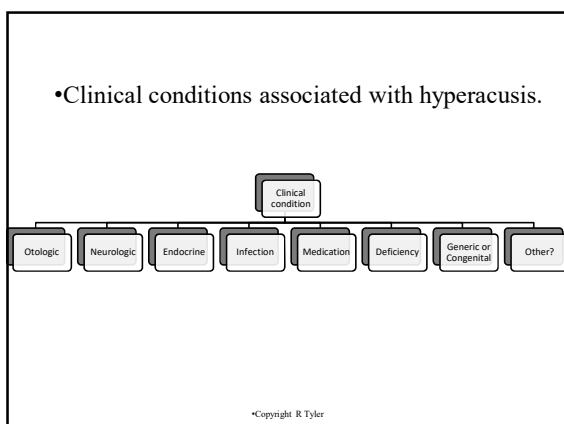 •Clinical conditions associated with hyperacusis.
Clinical
condition
Otologic
Neurologic
Endocrine
Infection
Medication
Deficiency
Generic or
Congenital
Other?
•Copyright R Tyler